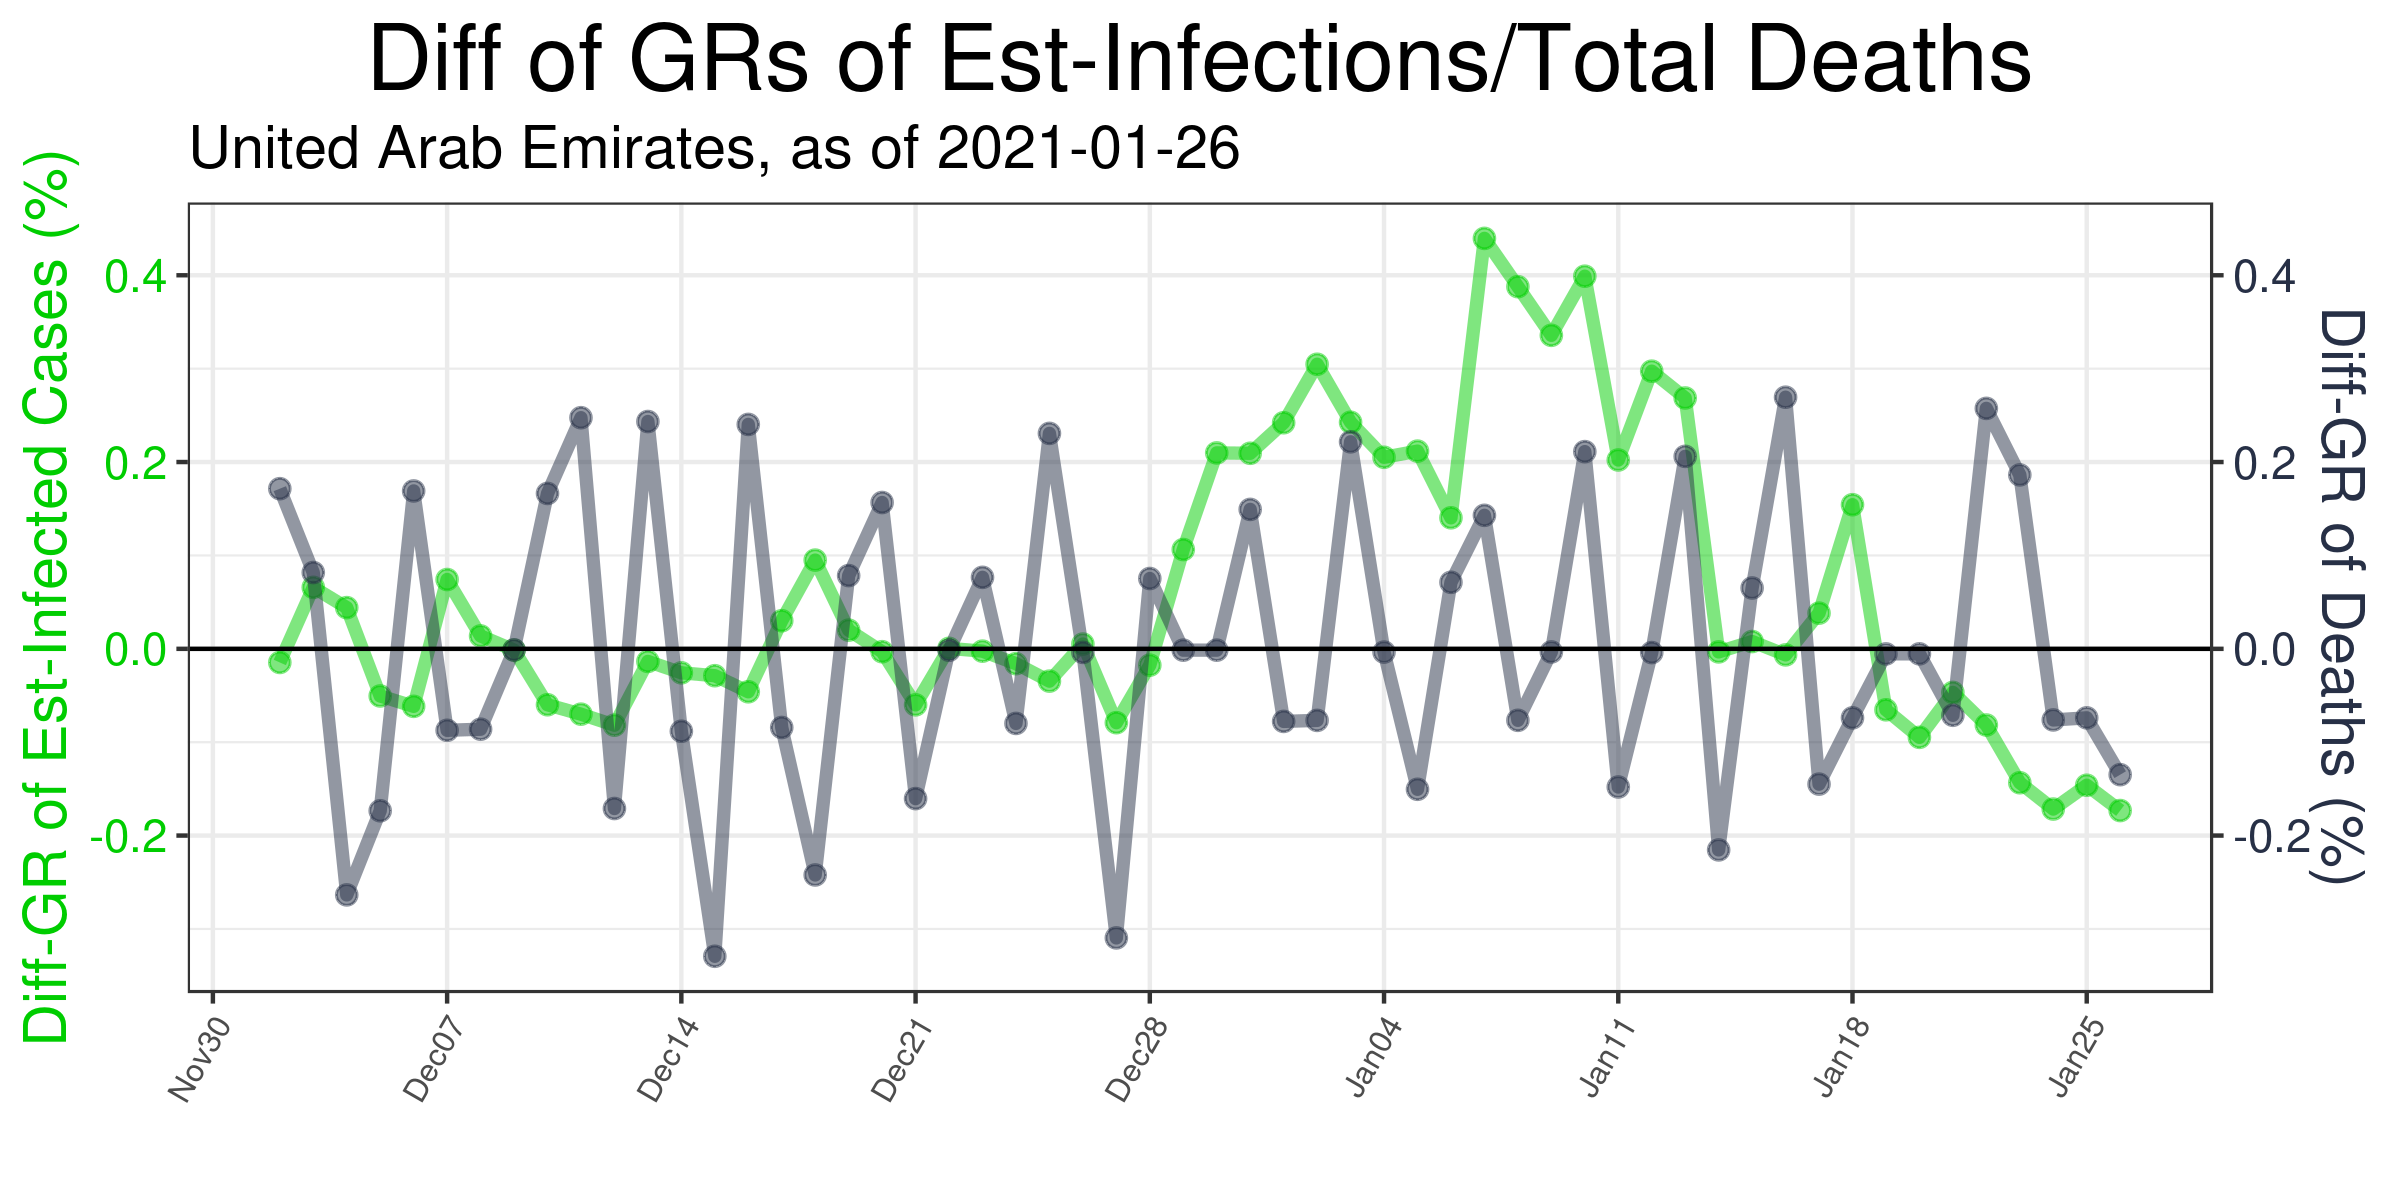 Diff of GRs of Est-Infections/Total Deaths
United Arab Emirates, as of 2021-01-26
Diff-GR of Est-Infected Cases (%)
0.4
0.2
0.0
-0.2
0.4
0.2
0.0
-0.2
Diff-GR of Deaths (%)
Nov30
Dec07
Dec14
Dec21
Dec28
Jan04
Jan11
Jan18
Jan25